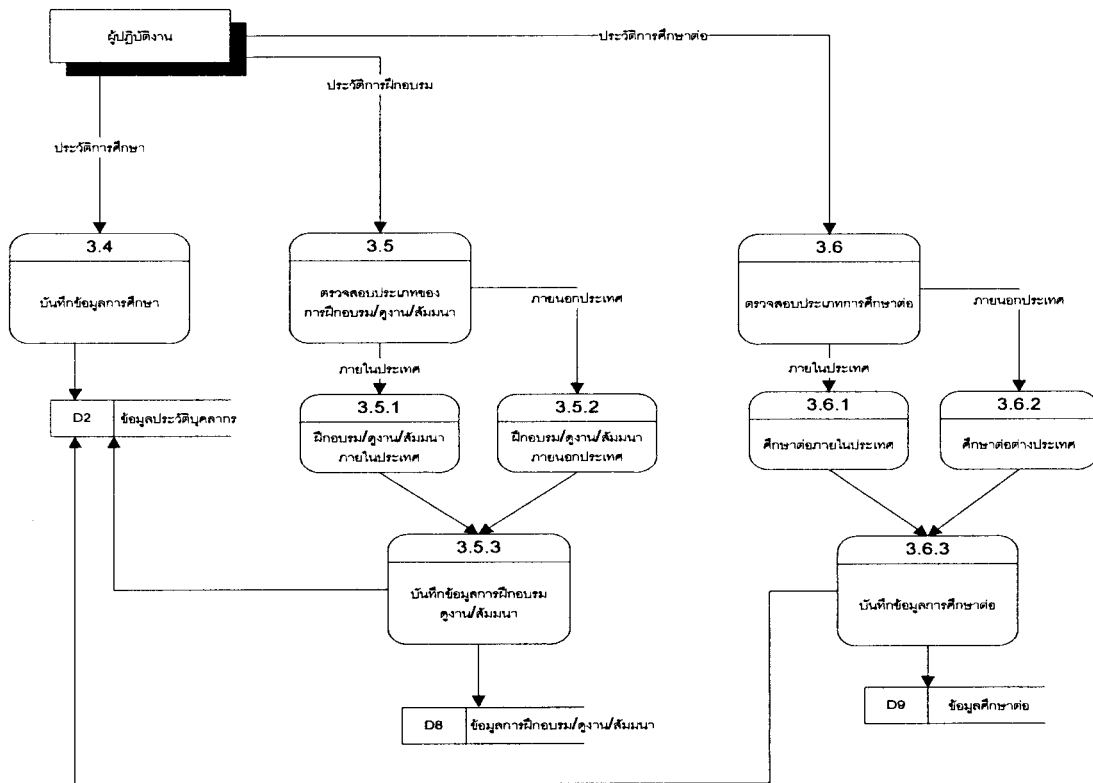 ผู้ปฏิบัติงาน
ประวัติการศึกษาต่อ
ประวัติการฝึกอบรม
ประวัติการศึกษา
3.4
บันทึกข้อมูลการศึกษา
3.5
ตรวจสอบประเภทของ
การฝึกอบรม/ดูงาน/สัมมนา
ภายนอกประเทศ
3.6
ตรวจสอบประเภทการศึกษาต่อ
ภายนอกประเทศ
ภายในประเทศ
ภายในประเทศ
D2
ข้อมูลประวัติบุคลากร
3.5.1
ฝึกอบรม/ดูงาน/สัมมนา
ภายในประเทศ
3.5.2
ฝึกอบรม/ดูงาน/สัมมนา
ภายนอกประเทศ
3.6.1
ศึกษาต่อภายในประเทศ
3.6.2
ศึกษาต่อต่างประเทศ
3.5.3
บันทึกข้อมูลการฝึกอบรม
ดูงาน/สัมมนา
3.6.3
บันทึกข้อมูลการศึกษาต่อ
D8
ข้อมูลการฝึกอบรม/ดูงาน/สัมมนา
D9
ข้อมูลศึกษาต่อ